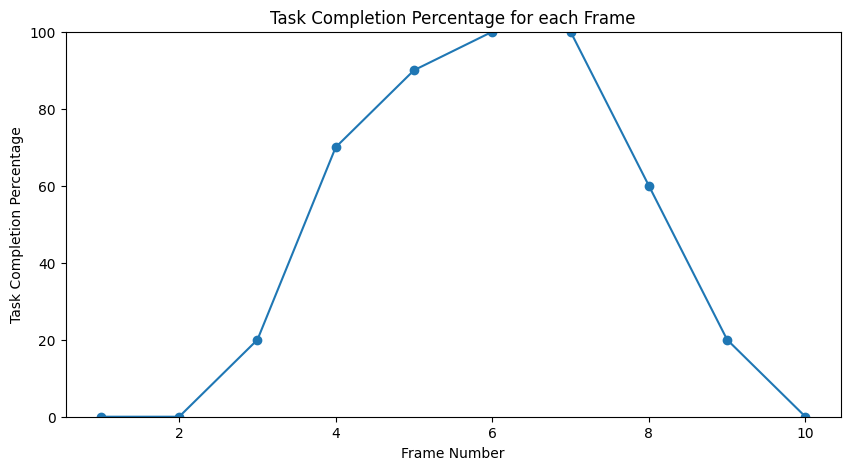 Task Completion Percentage for each Frame
100
80
60
40
20
0
Task Completion Percentage
2 4 6 8 10
Frame Number